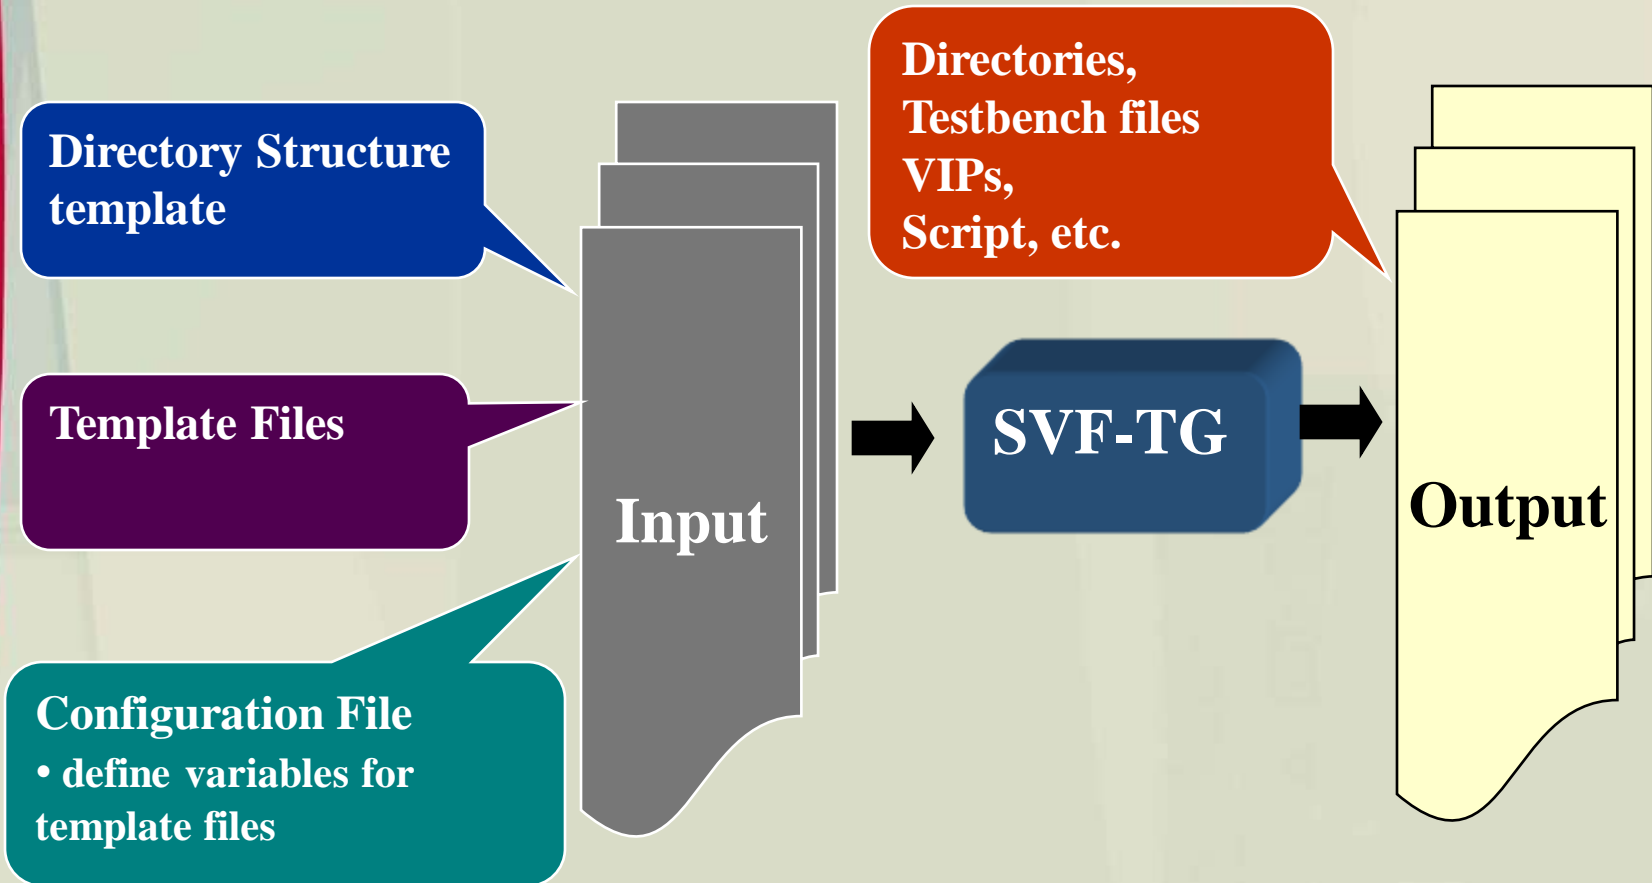 Directory Structure
template
Template Files
Configuration File
• define variables for
template files
Input
SVF-TG
Directories,
Testbench files
VIPs,
Script, etc.
Output